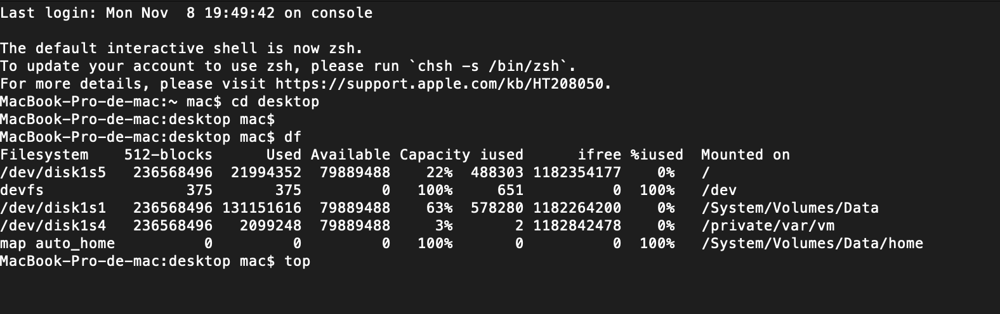 Last login: Mon Nov  8 19:49:42 on console

The default interactive shell is now zsh.
To update your account to use zsh, please run `chsh -s /bin/zsh`.
For more details, please visit https://support.apple.com/kb/HT208050.
MacBook-Pro-de-mac:~ mac$ cd desktop
MacBook-Pro-de-mac:desktop mac$
MacBook-Pro-de-mac:desktop mac$ df
Filesystem    512-blocks      Used Available Capacity iused      ifree %iused  Mounted on
/dev/disk1s5   236568496  21994352  79889488    22%  488303 1182354177    0%   /
devfs                375       375         0   100%     651          0  100%   /dev
/dev/disk1s1   236568496 131151616  79889488    63%  578280 1182264200    0%   /System/Volumes/Data
/dev/disk1s4   236568496   2099248  79889488     3%       2 1182842478    0%   /private/var/vm
map auto_home          0         0         0   100%       0          0  100%   /System/Volumes/Data/home
MacBook-Pro-de-mac:desktop mac$ top